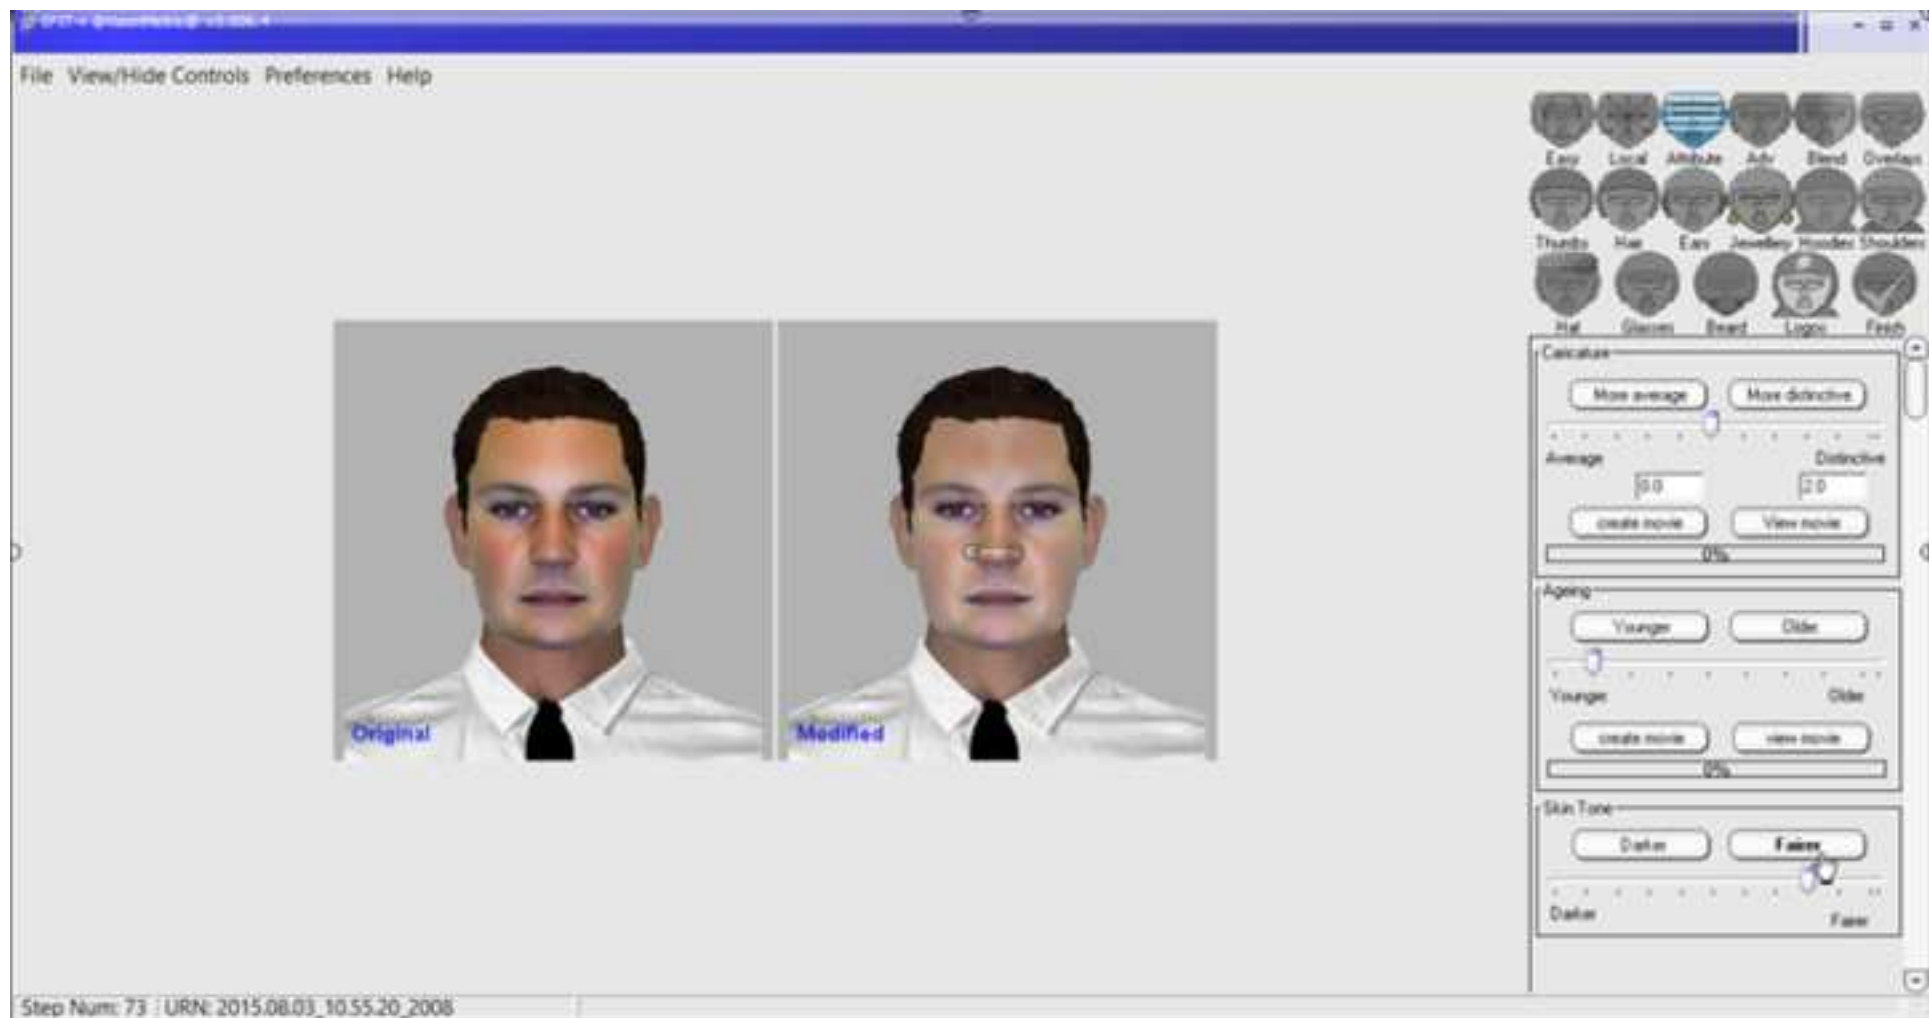 File View/Hide Controls Preferences Help
Easy Local Attribute Adv Blend Overlays
Thumbs Hair Ears Jewellery Hoodies Shoulders
Hat Glasses Beard Logos Finish
Caricature
More average More distinctive
Average Distinctive
0.0 2.0
create movie View movie
0%
Ageing
Younger Older
Younger Older
create movie view movie
0%
Skin Tone
Darker Fairer
Darker Fairer
Original Modified
Step Num: 73 URN: 2015.08.03_10.55.20_2008